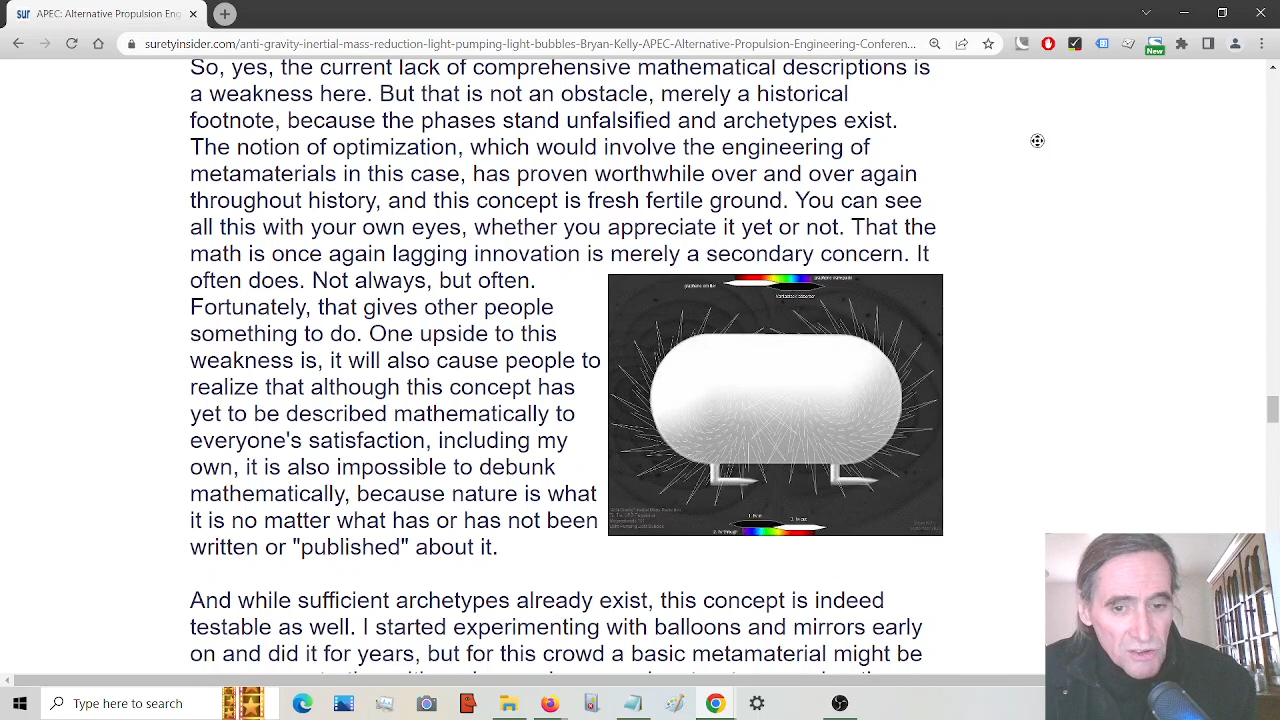 sur APEC: Alternative Propulsion Eng
suretyinsider.com/anti-gravity-inertial-mass-reduction-light-pumping-light-bubbles-Bryan-Kelly-APEC-Alternative-Propulsion-Engineering-Conferen...
New
So, yes, the current lack of comprehensive mathematical descriptions is
a weakness here. But that is not an obstacle, merely a historical
footnote, because the phases stand unfalsified and archetypes exist.
The notion of optimization, which would involve the engineering of
metamaterials in this case, has proven worthwhile over and over again
throughout history, and this concept is fresh fertile ground. You can see
all this with your own eyes, whether you appreciate it yet or not. That the
math is once again lagging innovation is merely a secondary concern. It
often does. Not always, but often.
Fortunately, that gives other people
something to do. One upside to this
weakness is, it will also cause people to
realize that although this concept has
yet to be described mathematically to
everyone's satisfaction, including my
own, it is also impossible to debunk
mathematically, because nature is what
it is no matter what has or has not been
written or "published" about it.
And while sufficient archetypes already exist, this concept is indeed
testable as well. I started experimenting with balloons and mirrors early
on and did it for years, but for this crowd a basic metamaterial might be
Type here to search